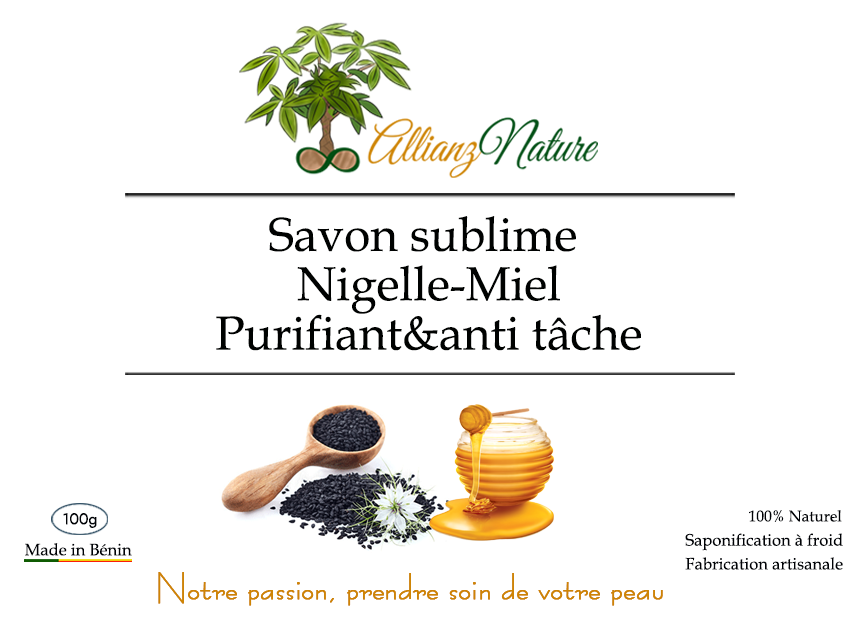 AllianzNature
Savon sublime
Nigelle-Miel
Purifiant&anti tâche
100g
Made in Bénin
100% Naturel
Saponification à froid
Fabrication artisanale
Notre passion, prendre soin de votre peau